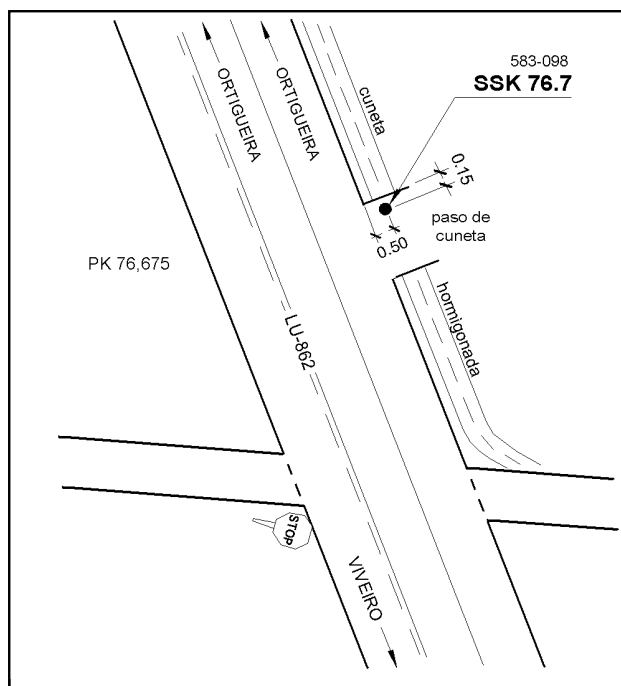 583-098
SSK 76.7
ORTIGUEIRA
ORTIGUEIRA
cuneta
0.15
0.50
paso de
cuneta
PK 76,675
LU-862
hormigonada
STOP
VIVEIRO